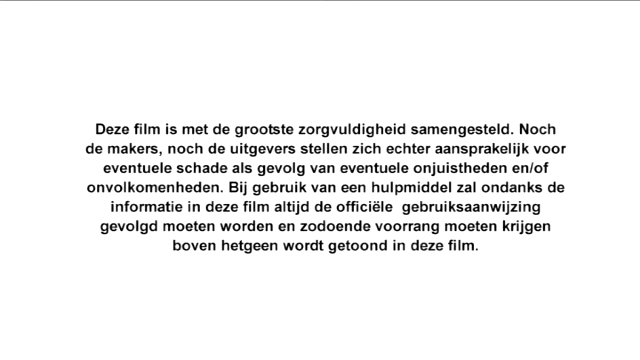 Deze film is met de grootste zorgvuldigheid samengesteld. Noch
de makers, noch de uitgevers stellen zich echter aansprakelijk voor
eventuele schade als gevolg van eventuele onjuistheden en/of
onvolkomenheden. Bij gebruik van een hulpmiddel zal ondanks de
informatie in deze film altijd de officiële  gebruiksaanwijzing
gevolgd moeten worden en zodoende voorrang moeten krijgen
boven hetgeen wordt getoond in deze film.